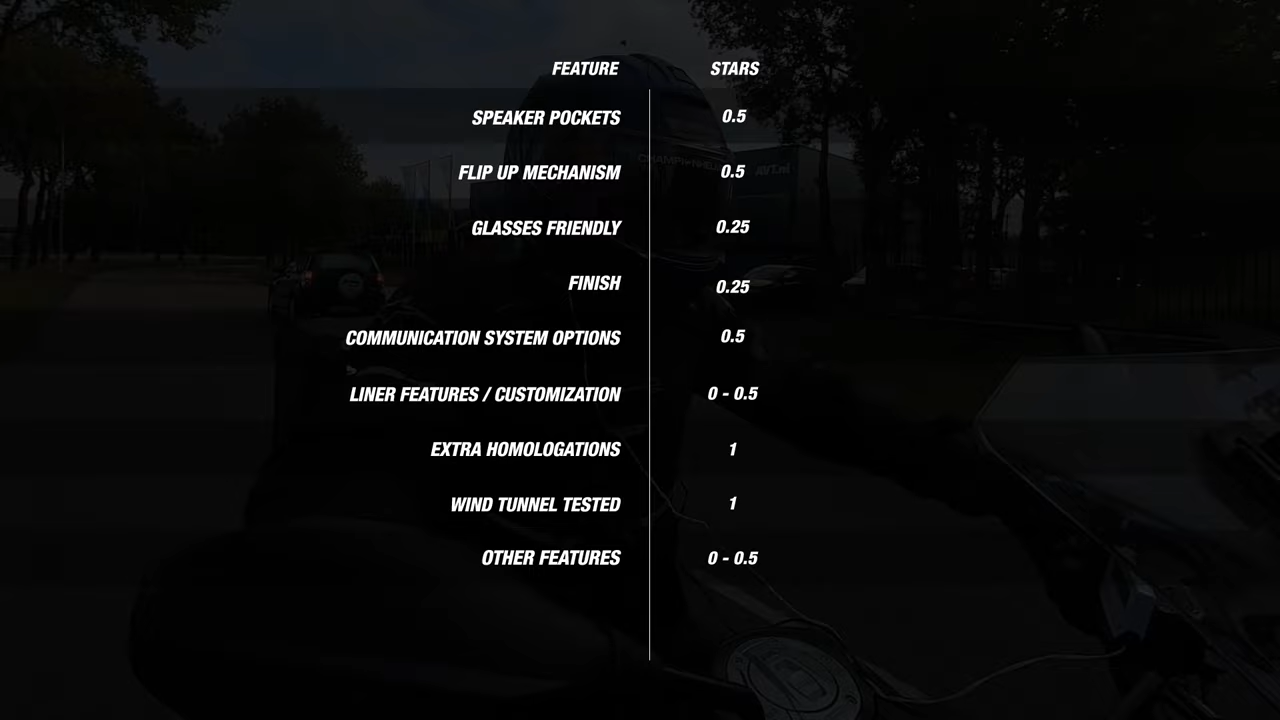 FEATURE STARS
SPEAKER POCKETS 0.5
FLIP UP MECHANISM 0.5
GLASSES FRIENDLY 0.25
FINISH 0.25
COMMUNICATION SYSTEM OPTIONS 0.5
LINER FEATURES / CUSTOMIZATION 0 - 0.5
EXTRA HOMOLOGATIONS 1
WIND TUNNEL TESTED 1
OTHER FEATURES 0 - 0.5
AVT.nl